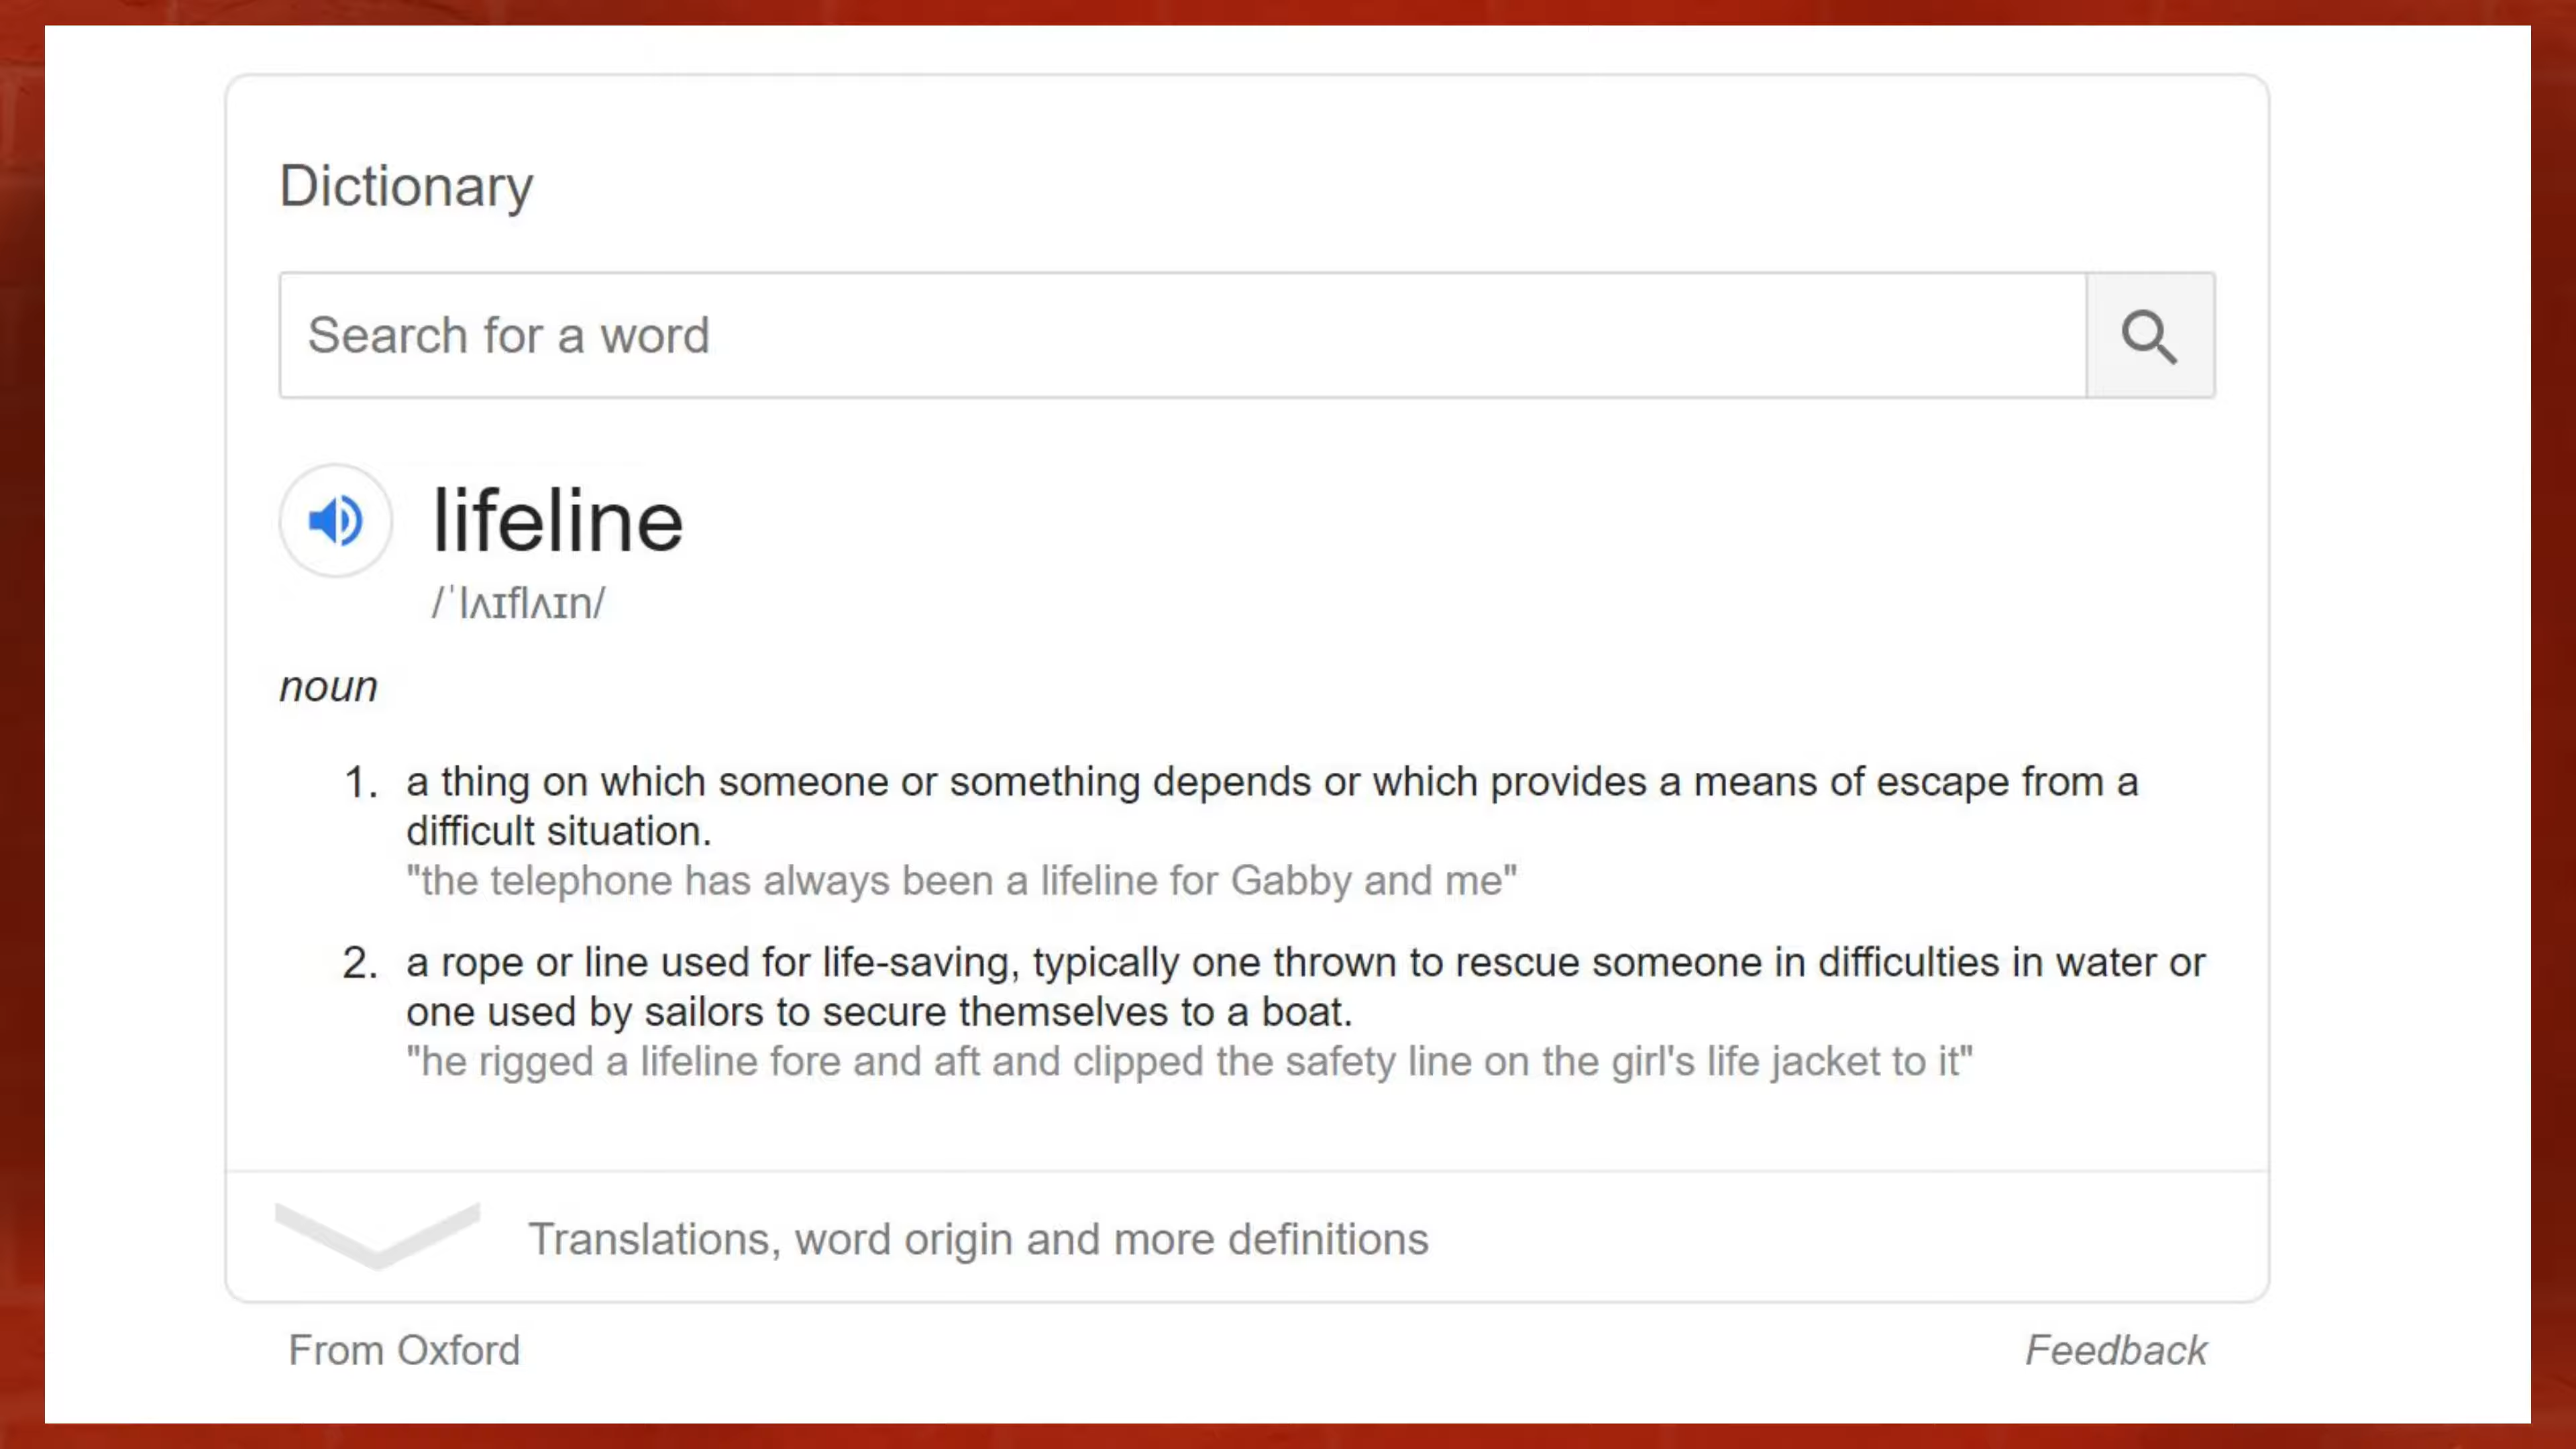 Dictionary
Search for a word
lifeline
/ˈlʌɪflʌɪn/
noun
1. a thing on which someone or something depends or which provides a means of escape from a
difficult situation.
"the telephone has always been a lifeline for Gabby and me"
2. a rope or line used for life-saving, typically one thrown to rescue someone in difficulties in water or
one used by sailors to secure themselves to a boat.
"he rigged a lifeline fore and aft and clipped the safety line on the girl's life jacket to it"
Translations, word origin and more definitions
From Oxford
Feedback